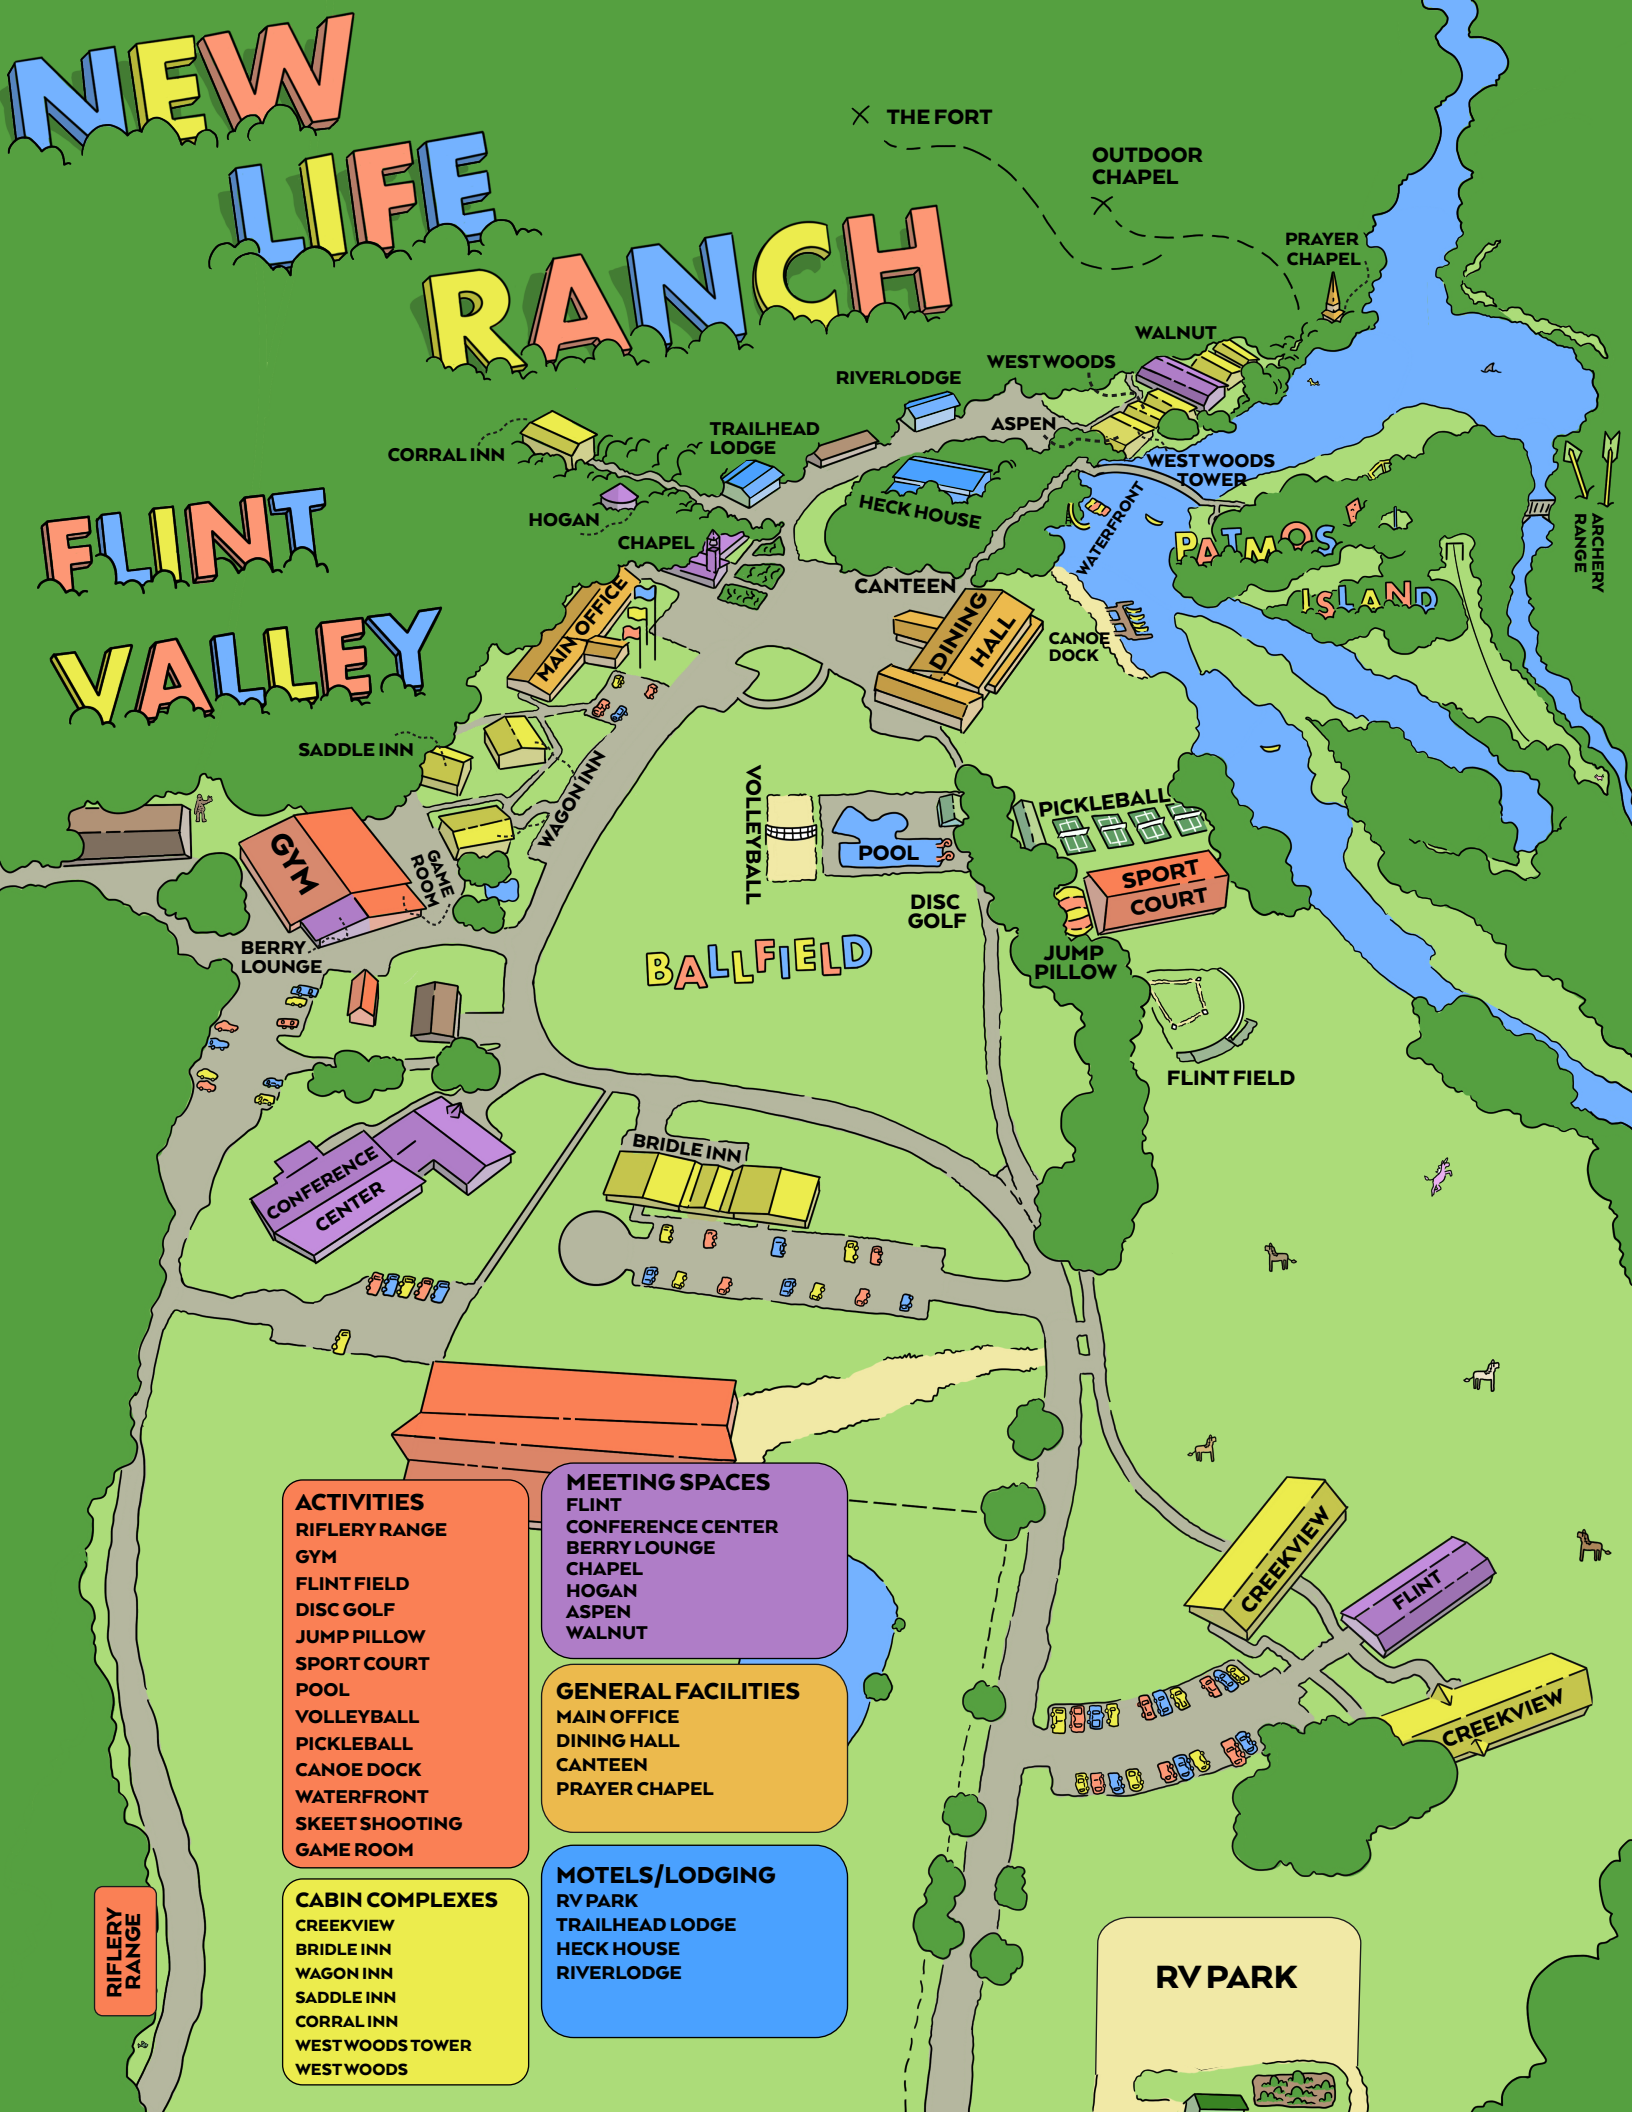 NEW
LIFE
RANCH
FLINT
VALLEY
THE FORT
OUTDOOR
CHAPEL
PRAYER
CHAPEL
WALNUT
WESTWOODS
RIVERLODGE
ASPEN
TRAILHEAD
LODGE
CORRAL INN
WESTWOODS
TOWER
HECK HOUSE
WATERFRONT
HOGAN
CHAPEL
PATMOS
ISLAND
ARCHERY
RANGE
CANTEEN
MAIN OFFICE
DINING
HALL
CANOE
DOCK
SADDLE INN
WAGON INN
VOLLEYBALL
POOL
PICKLEBALL
GYM
GAME
ROOM
SPORT
COURT
DISC
GOLF
BERRY
LOUNGE
BALLFIELD
JUMP
PILLOW
FLINT FIELD
BRIDLE INN
CONFERENCE
CENTER
CREEKVIEW
FLINT
CREEKVIEW
ACTIVITIES
RIFLERY RANGE
GYM
FLINT FIELD
DISC GOLF
JUMP PILLOW
SPORT COURT
POOL
VOLLEYBALL
PICKLEBALL
CANOE DOCK
WATERFRONT
SKEET SHOOTING
GAME ROOM
MEETING SPACES
FLINT
CONFERENCE CENTER
BERRY LOUNGE
CHAPEL
HOGAN
ASPEN
WALNUT
GENERAL FACILITIES
MAIN OFFICE
DINING HALL
CANTEEN
PRAYER CHAPEL
CABIN COMPLEXES
CREEKVIEW
BRIDLE INN
WAGON INN
SADDLE INN
CORRAL INN
WESTWOODS TOWER
WESTWOODS
MOTELS/LODGING
RV PARK
TRAILHEAD LODGE
HECK HOUSE
RIVERLODGE
RIFLERY
RANGE
RV PARK